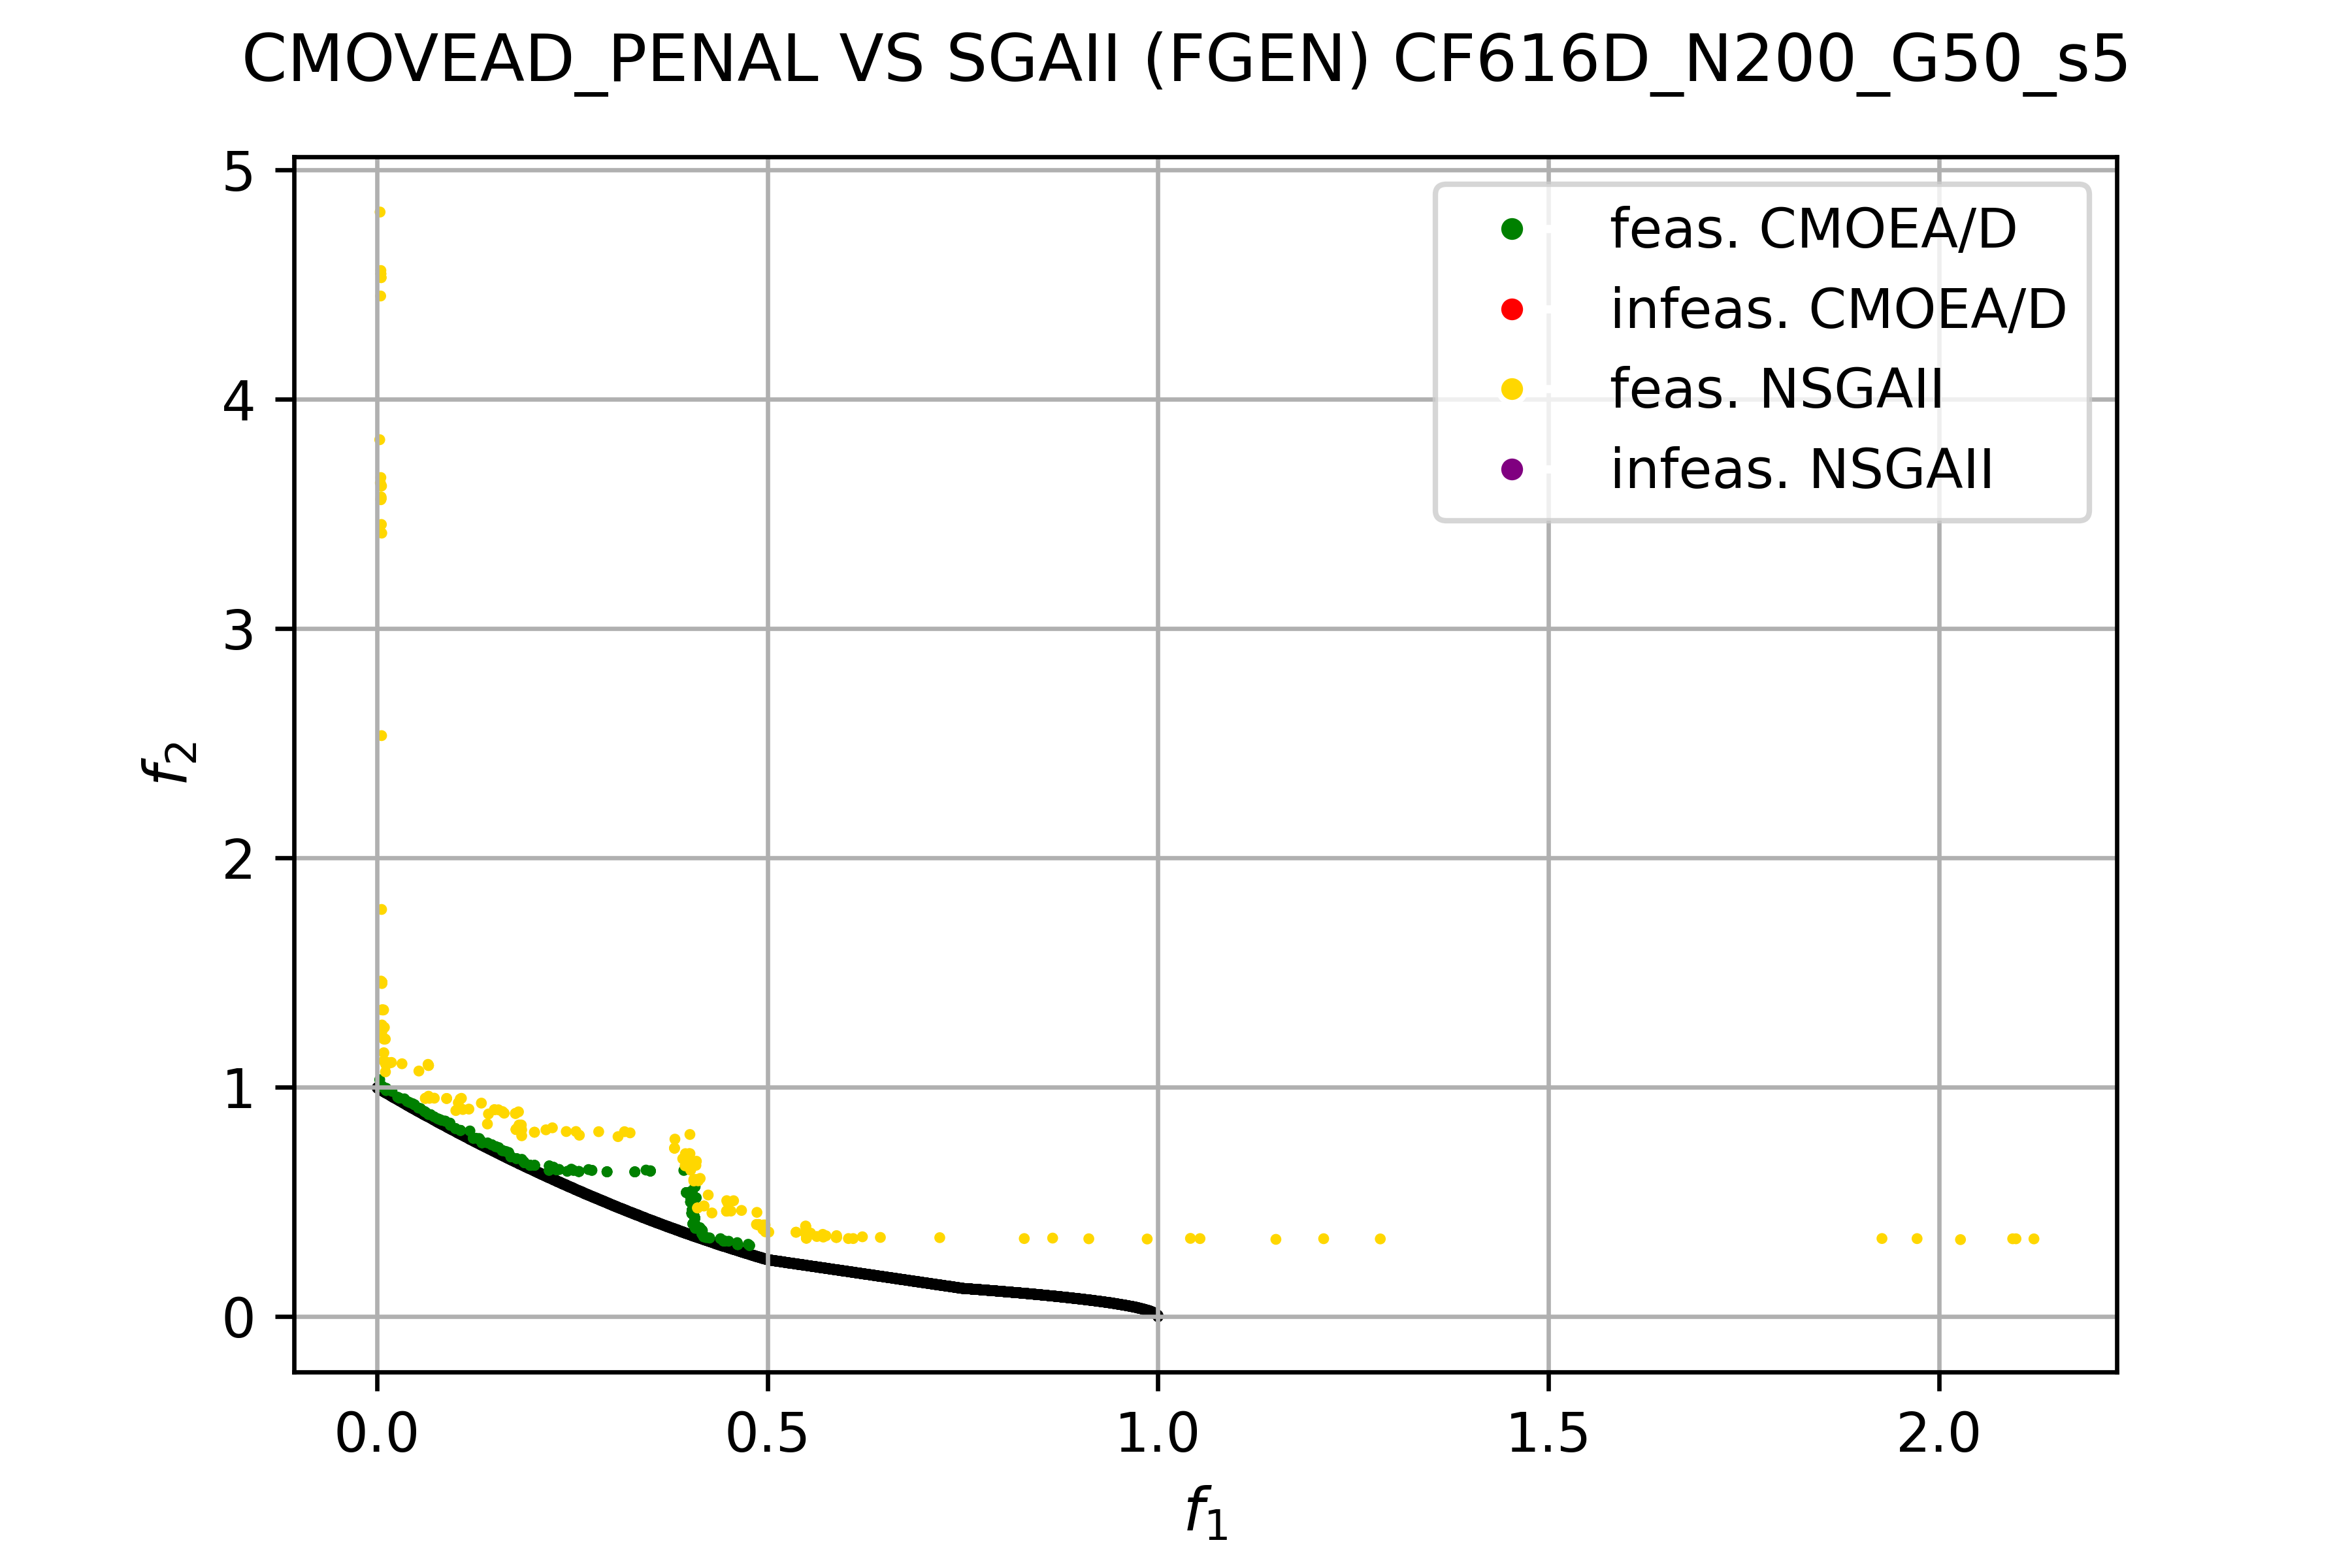 CMOVEAD_PENAL VS SGAII (FGEN) CF616D_N200_G50_s5
5
4
3
2
1
0
f2
feas. CMOEA/D
infeas. CMOEA/D
feas. NSGAII
infeas. NSGAII
0.0 0.5 1.0 1.5 2.0
f1